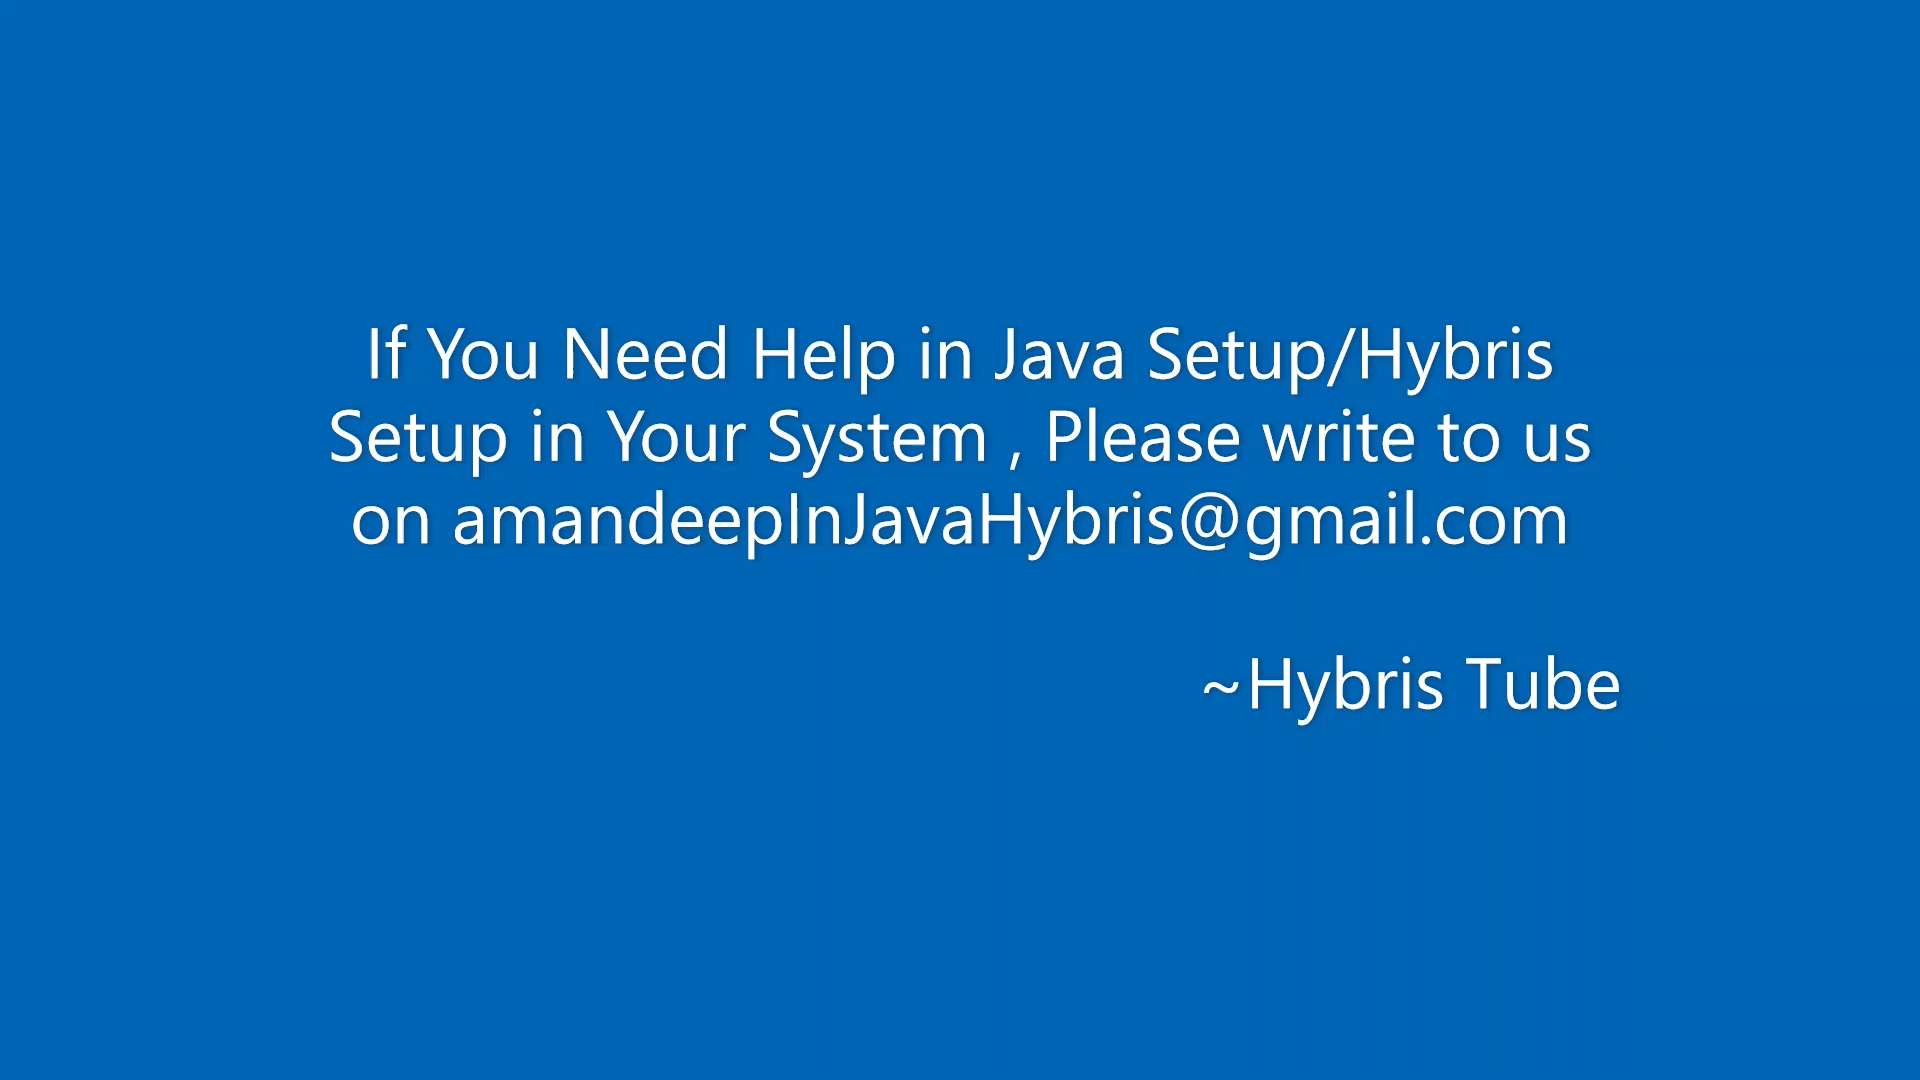 If You Need Help in Java Setup/Hybris
Setup in Your System , Please write to us
on amandeepInJavaHybris@gmail.com
~Hybris Tube